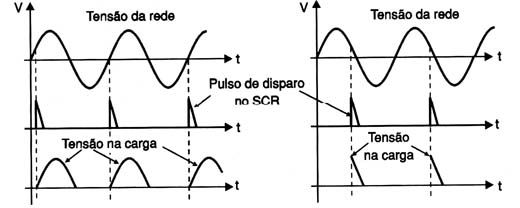 V
Tensão da rede
t
Pulso de disparo
no SCR
t
Tensão na carga
t
V
Tensão da rede
t
t
Tensão
na carga
t